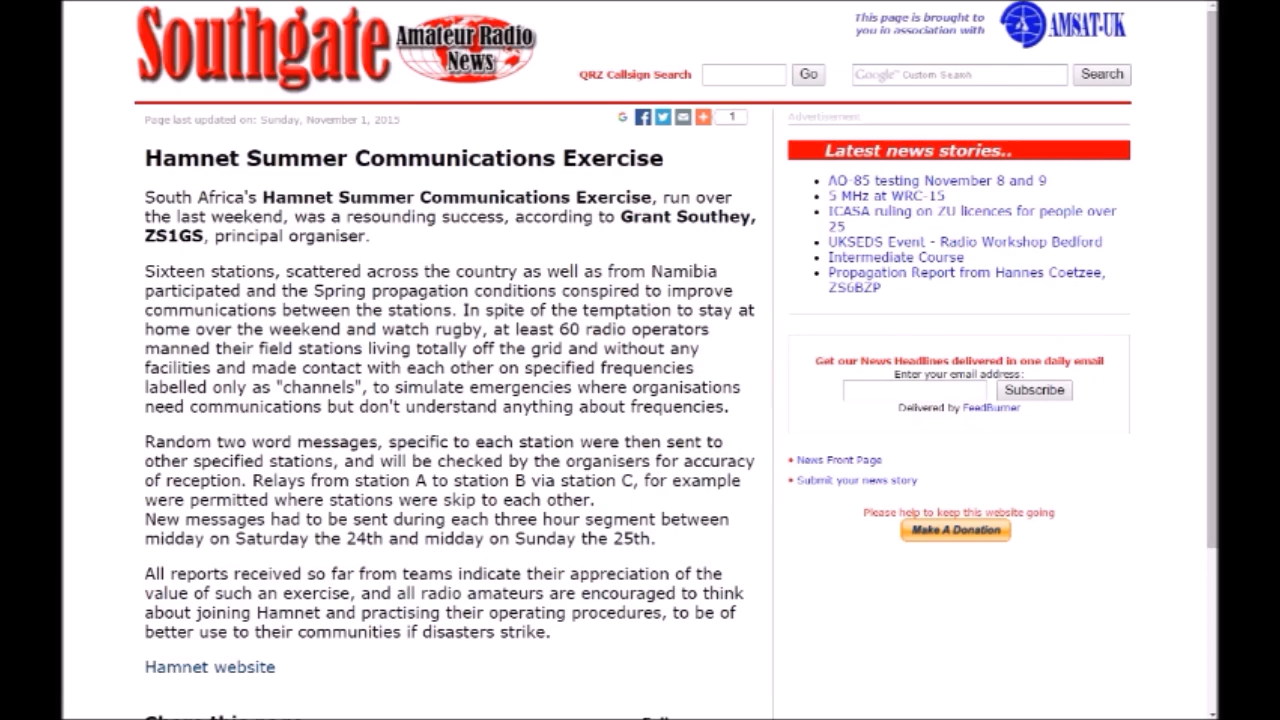 Southgate
Amateur Radio
News
This page is brought to
you in association with
AMSAT-UK
QRZ Callsign Search
Go
Google™ Custom Search
Search
Page last updated on: Sunday, November 1, 2015
1
Advertisement
Hamnet Summer Communications Exercise
South Africa's Hamnet Summer Communications Exercise, run over
the last weekend, was a resounding success, according to Grant Southey,
ZS1GS, principal organiser.
Sixteen stations, scattered across the country as well as from Namibia
participated and the Spring propagation conditions conspired to improve
communications between the stations. In spite of the temptation to stay at
home over the weekend and watch rugby, at least 60 radio operators
manned their field stations living totally off the grid and without any
facilities and made contact with each other on specified frequencies
labelled only as "channels", to simulate emergencies where organisations
need communications but don't understand anything about frequencies.
Random two word messages, specific to each station were then sent to
other specified stations, and will be checked by the organisers for accuracy
of reception. Relays from station A to station B via station C, for example
were permitted where stations were skip to each other.
New messages had to be sent during each three hour segment between
midday on Saturday the 24th and midday on Sunday the 25th.
All reports received so far from teams indicate their appreciation of the
value of such an exercise, and all radio amateurs are encouraged to think
about joining Hamnet and practising their operating procedures, to be of
better use to their communities if disasters strike.
Hamnet website
Latest news stories..
AO-85 testing November 8 and 9
5 MHz at WRC-15
ICASA ruling on ZU licences for people over
25
UKSEDS Event - Radio Workshop Bedford
Intermediate Course
Propagation Report from Hannes Coetzee,
ZS6BZP
Get our News Headlines delivered in one daily email
Enter your email address:
Subscribe
Delivered by FeedBurner
News Front Page
Submit your news story
Please help to keep this website going
Make A Donation